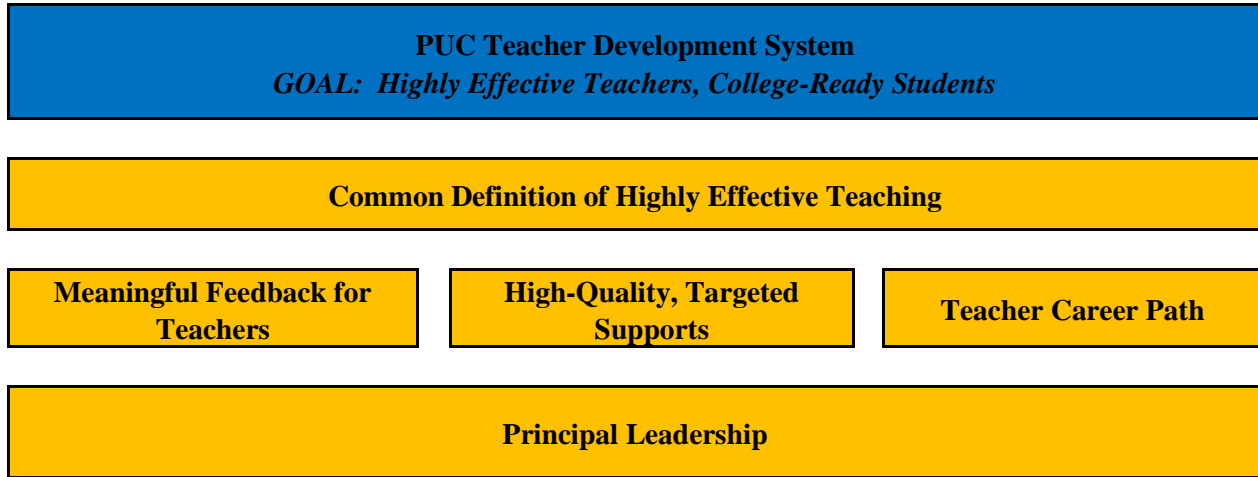 PUC Teacher Development System
GOAL: Highly Effective Teachers, College-Ready Students
Common Definition of Highly Effective Teaching
Meaningful Feedback for
Teachers
High-Quality, Targeted
Supports
Teacher Career Path
Principal Leadership